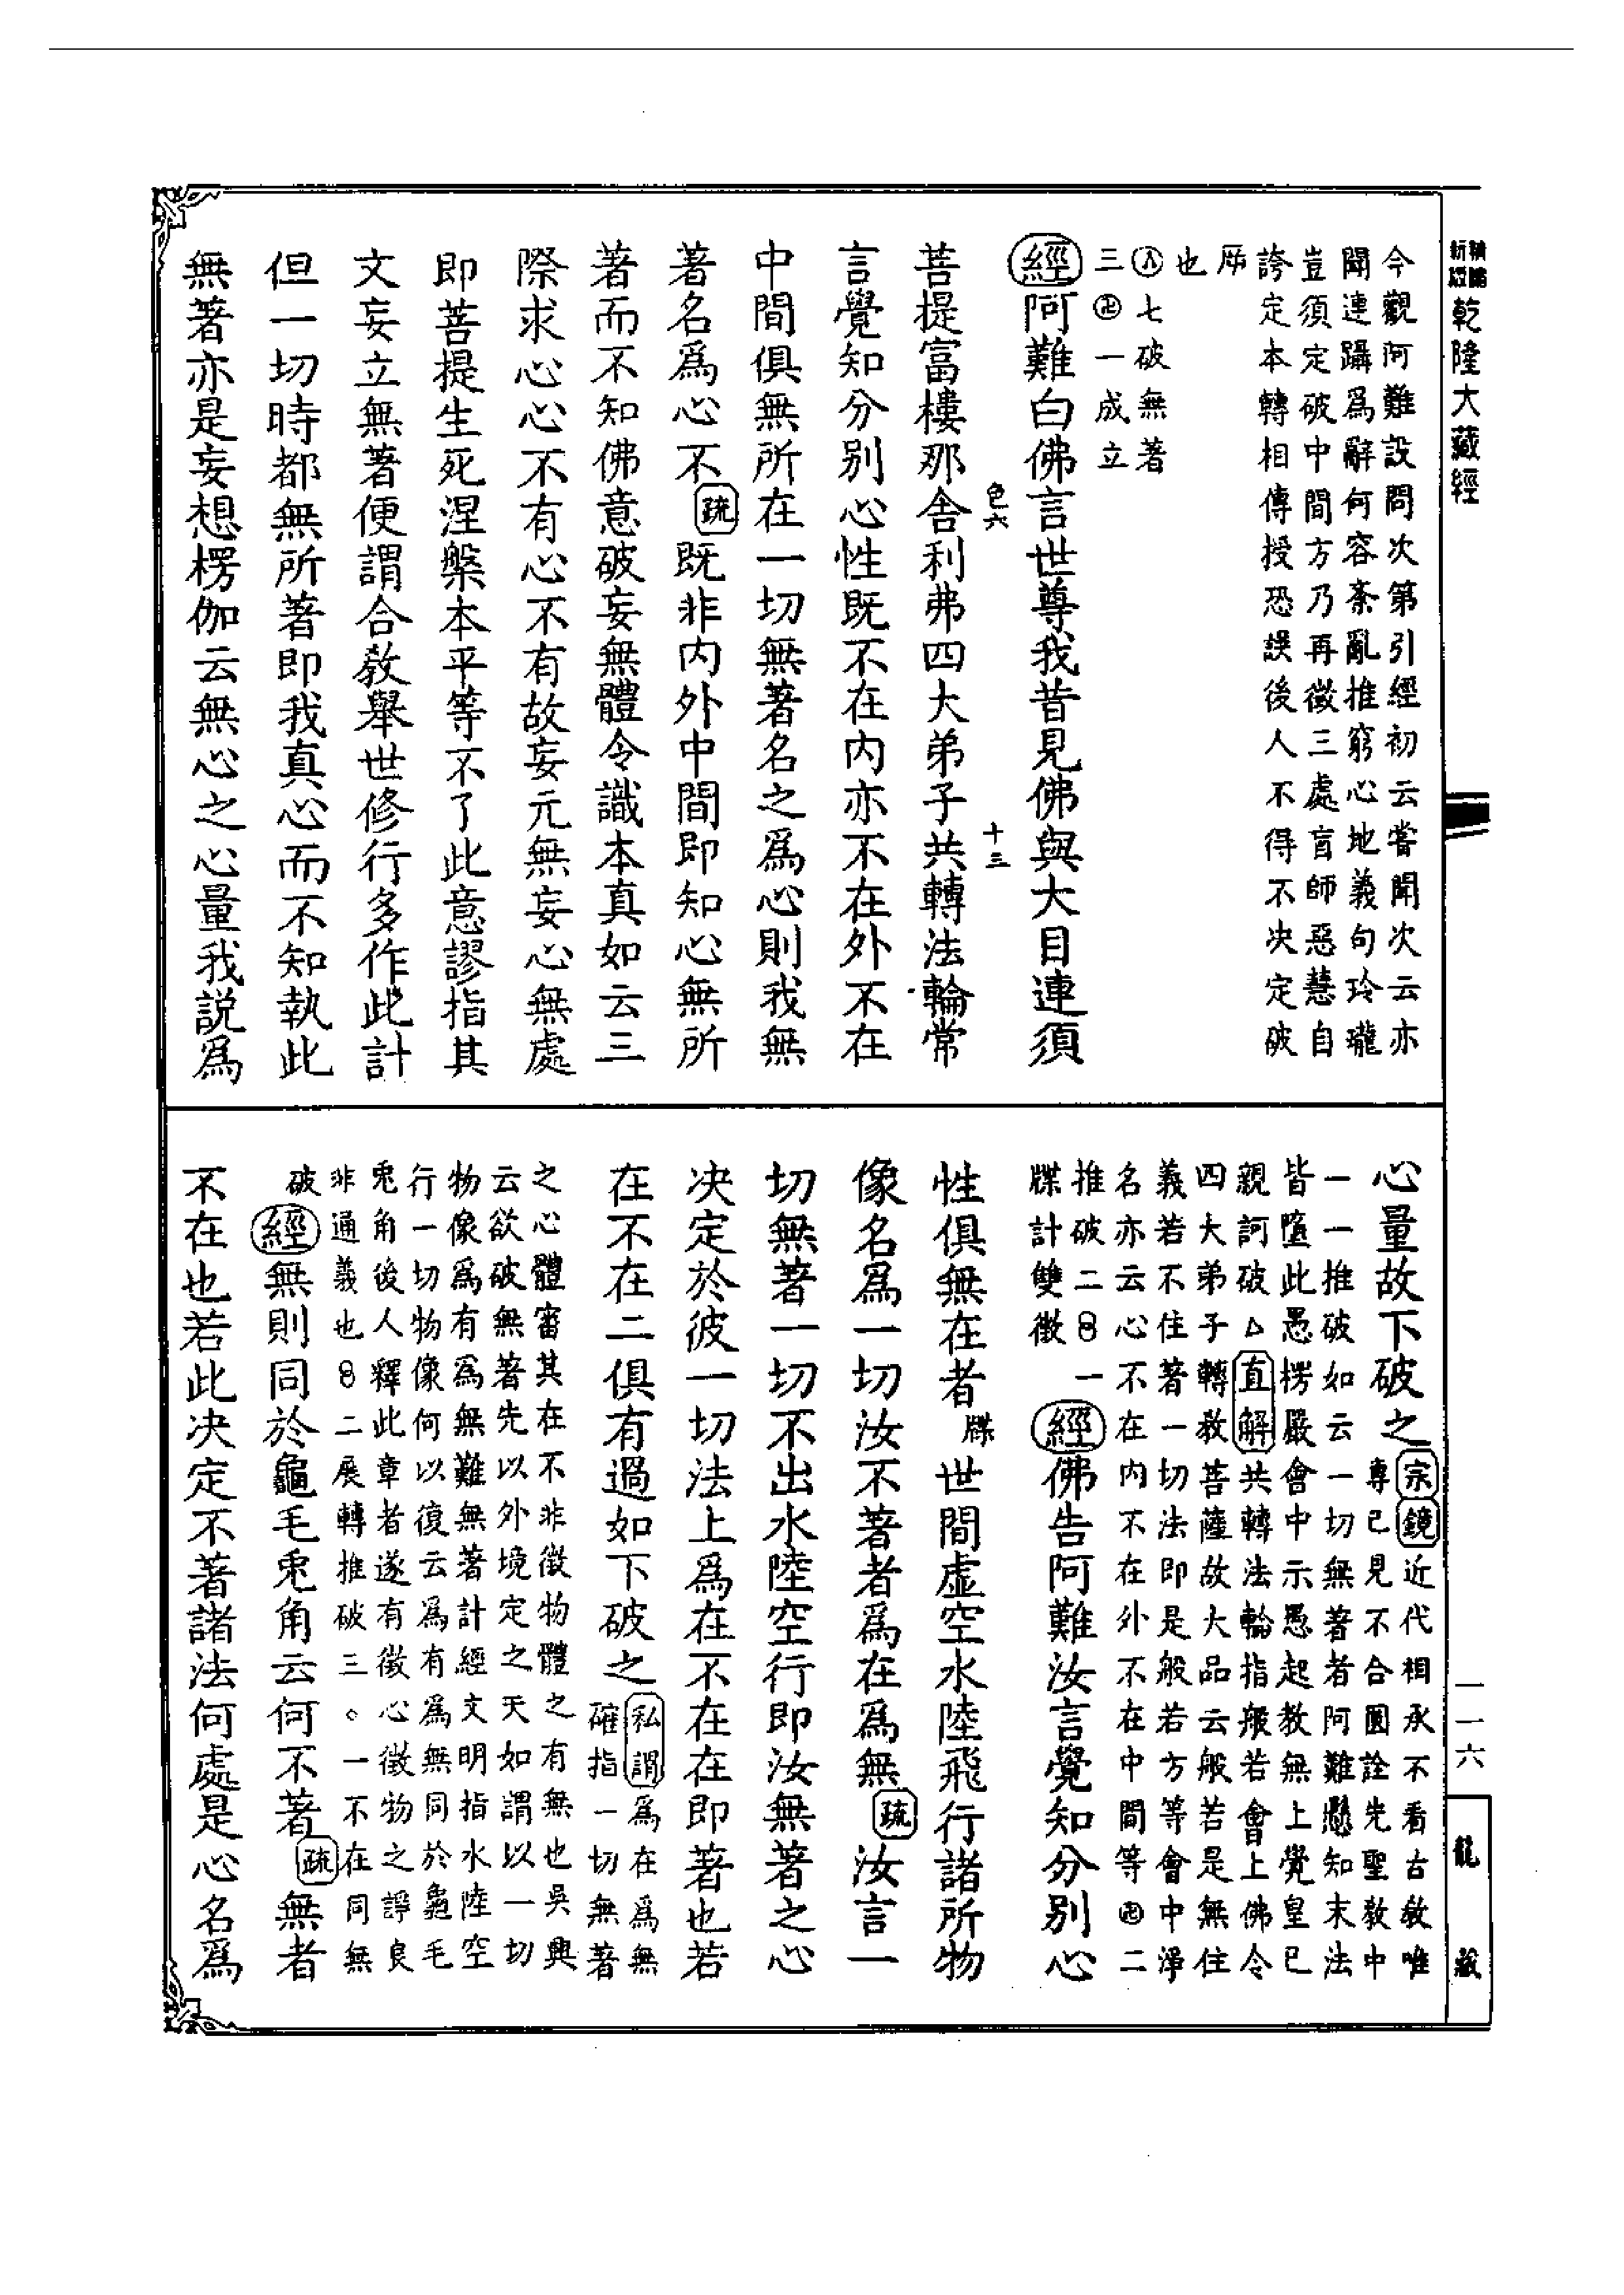 乾隆大藏經
今觀阿難設問次第引經初云嘗聞次云亦
聞連躡爲辭何容紊亂推窮心地義句玲瓏
豈須定破中間方乃再徵三處盲師惡慧自
誇定本轉相傳授恐誤後人不得不決定破
斥
也
八七破無著
三卍一成立
經阿難白佛言世尊我昔見佛與大目連須
色六
十三
菩提富樓那舍利弗四大弟子共轉法輪常
言覺知分別心性既不在內亦不在外不在
中間俱無所在一切無著名之爲心則我無
著名爲心不疏既非內外中間即知心無所
著而不知佛意破妄無體令識本真如云三
際求心心不有心不有故妄元無妄心無處
即菩提生死涅槃本平等不了此意謬指其
文妄立無著便謂合教舉世修行多作此計
但一切時都無所著即我真心而不知執此
無著亦是妄想楞伽云無心之心量我説爲
心量故下破之宗鏡近代相承不看古教唯
專己見不合圓詮先聖教中
一一推破如云一切無著者阿難懸知末法
皆墮此愚楞嚴會中示愚起教無上覺皇已
親訶破△直解共轉法輪指般若會上佛令
四大弟子轉教菩薩故大品云般若是無住
義若不住著一切法即是般若方等會中淨
名亦云心不在內不在外不在中間等卍二
推破二8一
牒計雙徵
經佛告阿難汝言覺知分別心
性俱無在者牒世間虛空水陸飛行諸所物
像名爲一切汝不著者爲在爲無疏汝言一
切無著一切不出水陸空行即汝無著之心
決定於彼一切法上爲在不在在即著也若
在不在二俱有過如下破之私謂爲在爲無
確指一切無著
之心體審其在不非徵物體之有無也吳興
云欲破無著先以外境定之天如謂以一切
物像爲有爲無難無著計經文明指水陸空
行一切物像何以復云爲有爲無同於龜毛
兎角後人釋此章者遂有徵心徵物之諍良
非通義也8二展轉推破三。一不在同無
破
經無則同於龜毛兎角云何不著疏無者
不在也若此決定不著諸法何處是心名爲
一一六
龍藏